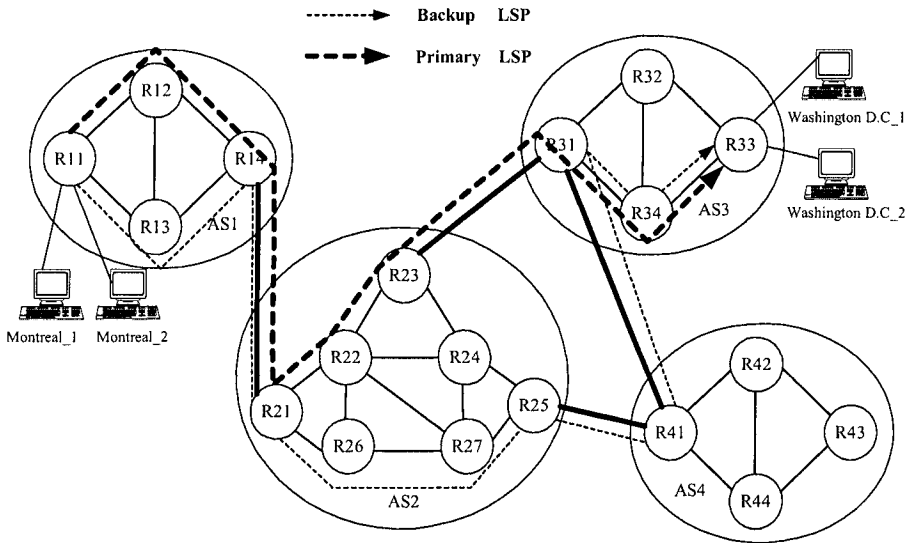 Backup LSP
Primary LSP
R12
R11
R14
R13
AS1
Montreal_1
Montreal_2
R32
R31
R33
R34
AS3
Washington D.C_1
Washington D.C_2
R23
R22
R24
R21
R25
R26
R27
AS2
R42
R41
R43
R44
AS4